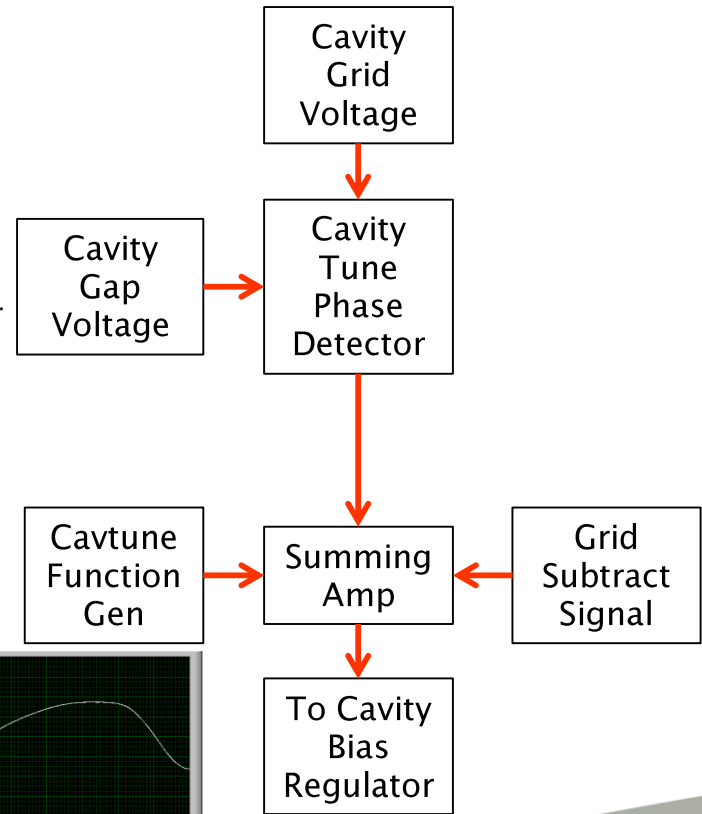 Cavity
Grid
Voltage
Cavity
Gap
Voltage
Cavity
Tune
Phase
Detector
Cavtune
Function
Gen
Summing
Amp
Grid
Subtract
Signal
To Cavity
Bias
Regulator